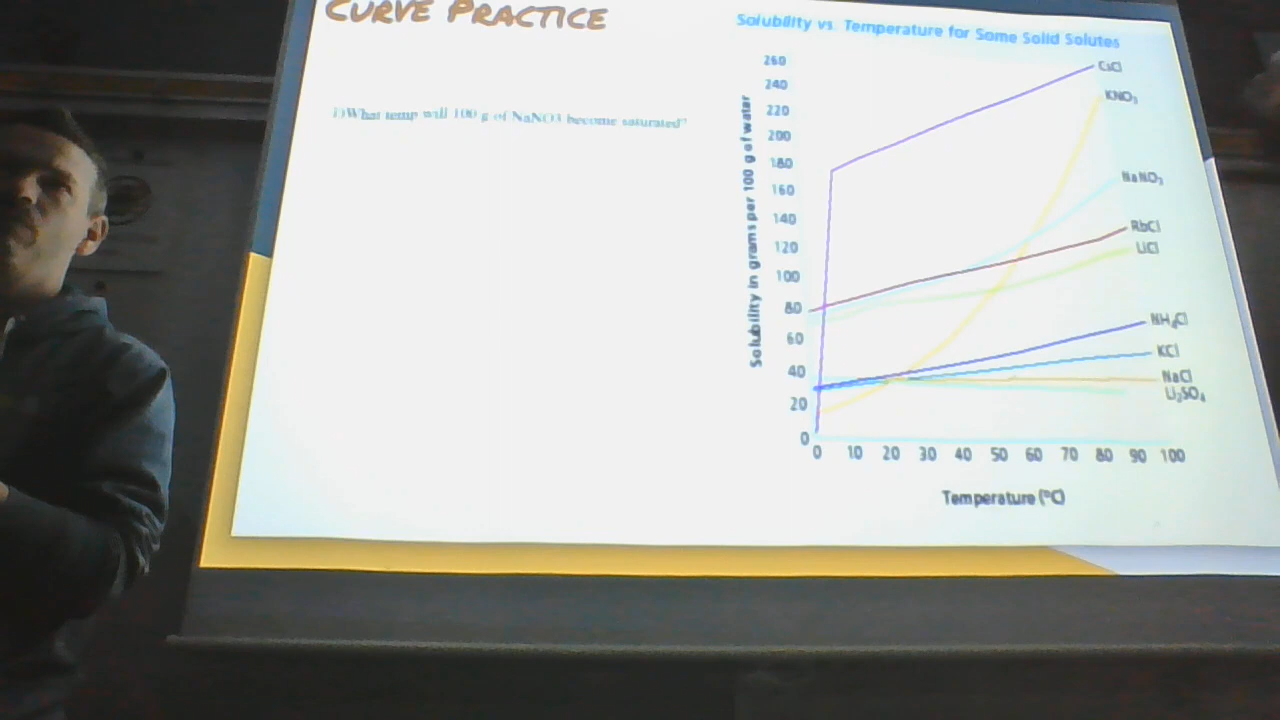 CURVE PRACTICE
1) What temp will 100 g of NaNO3 become saturated?
Solubility vs. Temperature for Some Solid Solutes
Solubility in grams per 100 g of water
260
240
220
200
180
160
140
120
100
80
60
40
20
0
CsCl
KNO₃
NaNO₃
RbCl
LiCl
NH₄Cl
KCl
NaCl
Li₂SO₄
0 10 20 30 40 50 60 70 80 90 100
Temperature (°C)